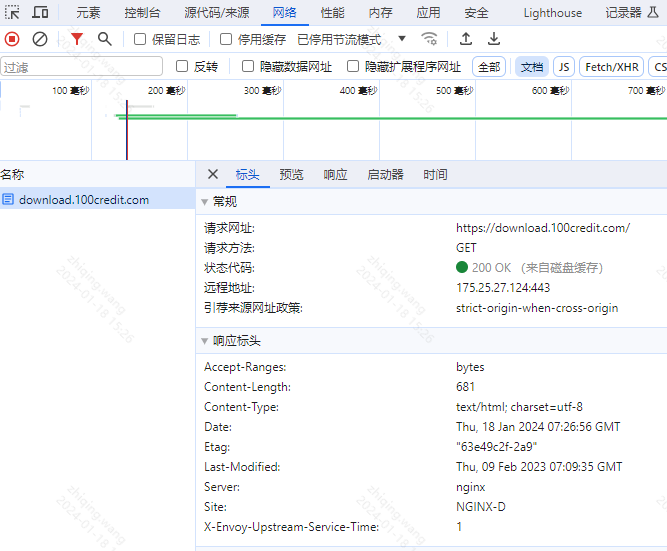 元素 控制台 源代码/来源 网络 性能 内存 应用 安全 Lighthouse 记录器
保留日志 停用缓存 已停用节流模式
过滤 反转 隐藏数据网址 隐藏扩展程序网址 全部 文档 JS Fetch/XHR CS
100 毫秒 200 毫秒 300 毫秒 400 毫秒 500 毫秒 600 毫秒 700 毫秒
名称 标头 预览 响应 启动器 时间
download.100credit.com
常规
请求网址: https://download.100credit.com/
请求方法: GET
状态代码: 200 OK (来自磁盘缓存)
远程地址: 175.25.27.124:443
引荐来源网址政策: strict-origin-when-cross-origin
响应标头
Accept-Ranges: bytes
Content-Length: 681
Content-Type: text/html; charset=utf-8
Date: Thu, 18 Jan 2024 07:26:56 GMT
Etag: "63e49c2f-2a9"
Last-Modified: Thu, 09 Feb 2023 07:09:35 GMT
Server: nginx
Site: NGINX-D
X-Envoy-Upstream-Service-Time: 1
zhiqing.wang
2024-01-18 15:26